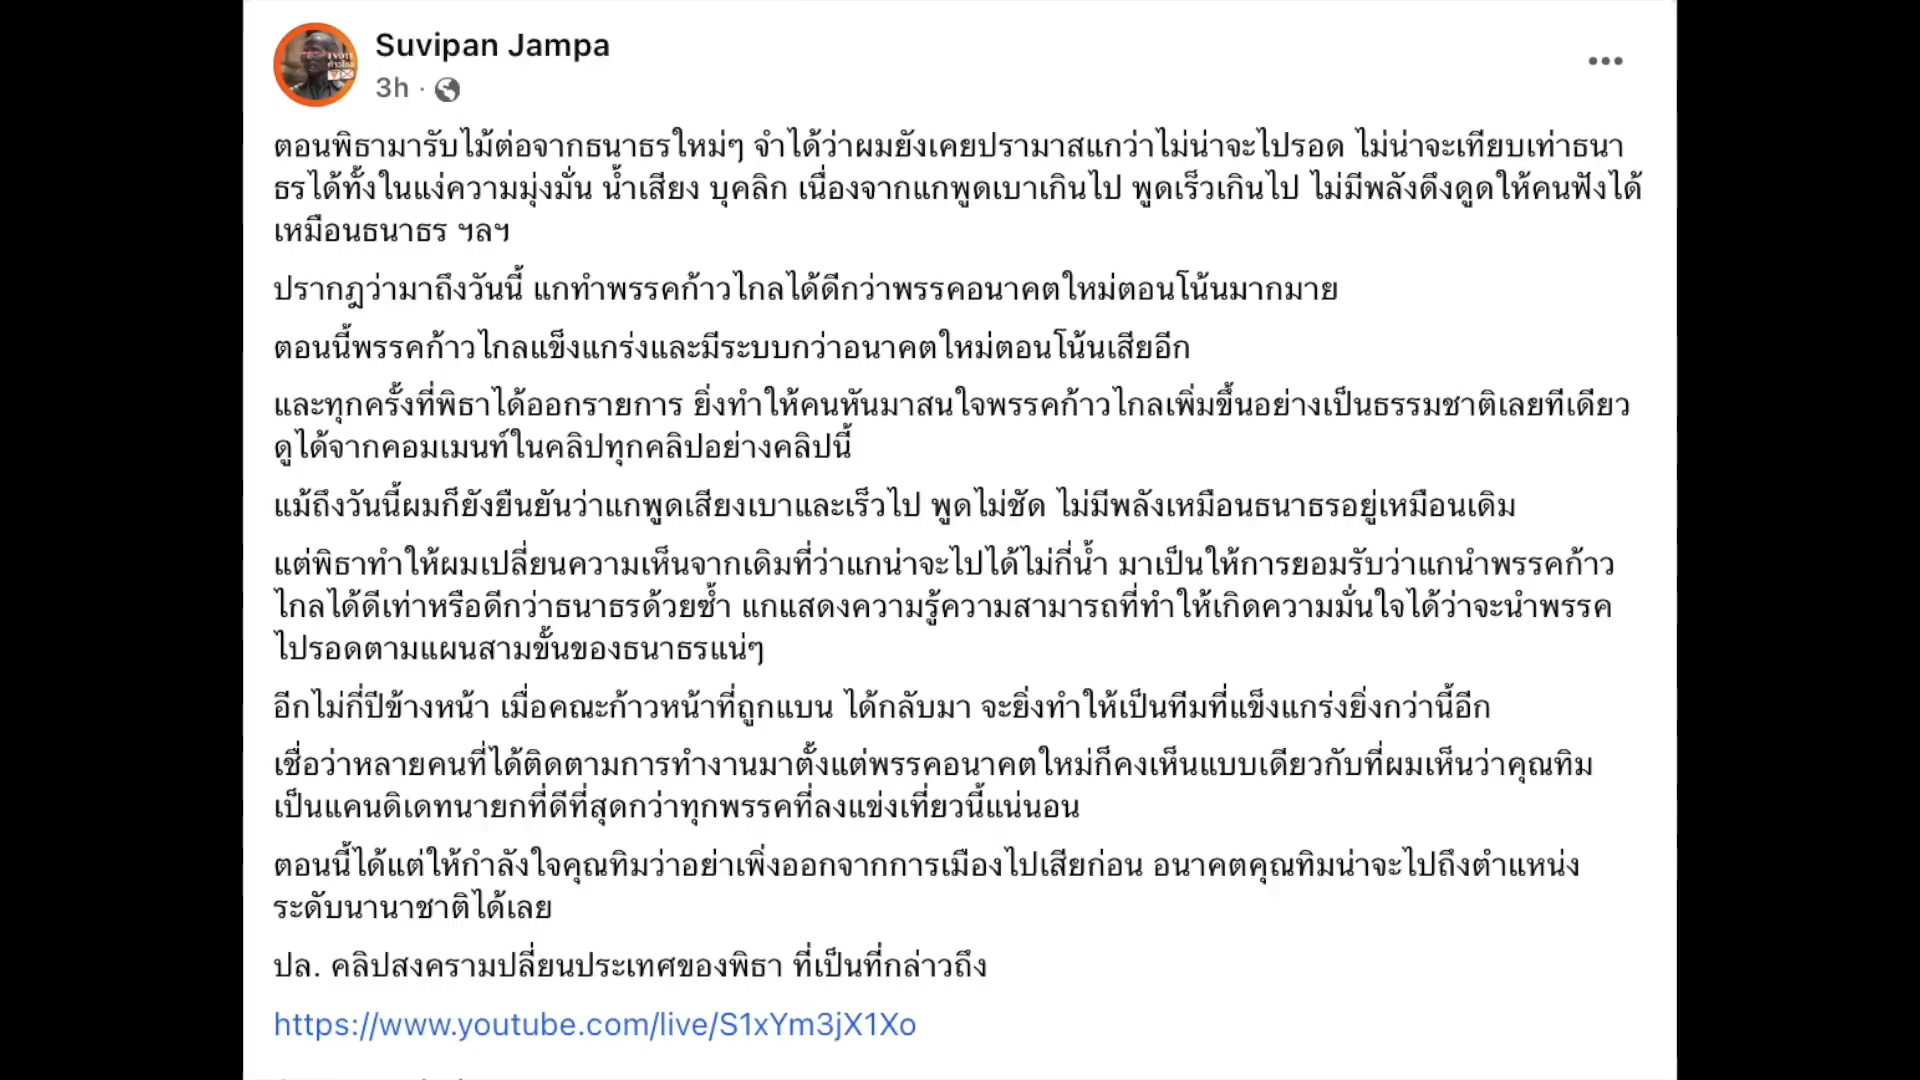 Suvipan Jampa
3h ·
ตอนพิธามารับไม้ต่อจากธนาธรใหม่ๆ จำได้ว่าผมยังเคยปรามาสแกว่าไม่น่าจะไปรอด ไม่น่าจะเทียบเท่าธนา
ธรได้ทั้งในแง่ความมุ่งมั่น น้ำเสียง บุคลิก เนื่องจากแกพูดเบาเกินไป พูดเร็วเกินไป ไม่มีพลังดึงดูดให้คนฟังได้
เหมือนธนาธร ฯลฯ
ปรากฏว่ามาถึงวันนี้ แกทำพรรคก้าวไกลได้ดีกว่าพรรคอนาคตใหม่ตอนโน้นมากมาย
ตอนนี้พรรคก้าวไกลแข็งแกร่งและมีระบบกว่าอนาคตใหม่ตอนโน้นเสียอีก
และทุกครั้งที่พิธาได้ออกรายการ ยิ่งทำให้คนหันมาสนใจพรรคก้าวไกลเพิ่มขึ้นอย่างเป็นธรรมชาติเลยทีเดียว
ดูได้จากคอมเมนท์ในคลิปทุกคลิปอย่างคลิปนี้
แม้ถึงวันนี้ผมก็ยังยืนยันว่าแกพูดเสียงเบาและเร็วไป พูดไม่ชัด ไม่มีพลังเหมือนธนาธรอยู่เหมือนเดิม
แต่พิธาทำให้ผมเปลี่ยนความเห็นจากเดิมที่ว่าแกน่าจะไปได้ไม่กี่น้ำ มาเป็นให้การยอมรับว่าแกนำพรรคก้าว
ไกลได้ดีเท่าหรือดีกว่าธนาธรด้วยซ้ำ แกแสดงความรู้ความสามารถที่ทำให้เกิดความมั่นใจได้ว่าจะนำพรรค
ไปรอดตามแผนสามขั้นของธนาธรแน่ๆ
อีกไม่กี่ปีข้างหน้า เมื่อคณะก้าวหน้าที่ถูกแบน ได้กลับมา จะยิ่งทำให้เป็นทีมที่แข็งแกร่งยิ่งกว่านี้อีก
เชื่อว่าหลายคนที่ได้ติดตามการทำงานมาตั้งแต่พรรคอนาคตใหม่ก็คงเห็นแบบเดียวกับที่ผมเห็นว่าคุณทิม
เป็นแคนดิเดทนายกที่ดีที่สุดกว่าทุกพรรคที่ลงแข่งเที่ยวนี้แน่นอน
ตอนนี้ได้แต่ให้กำลังใจคุณทิมว่าอย่าเพิ่งออกจากการเมืองไปเสียก่อน อนาคตคุณทิมน่าจะไปถึงตำแหน่ง
ระดับนานาชาติได้เลย
ปล. คลิปสงครามปลี่ยนประเทศของพิธา ที่เป็นที่กล่าวถึง
https://www.youtube.com/live/S1xYm3jX1Xo